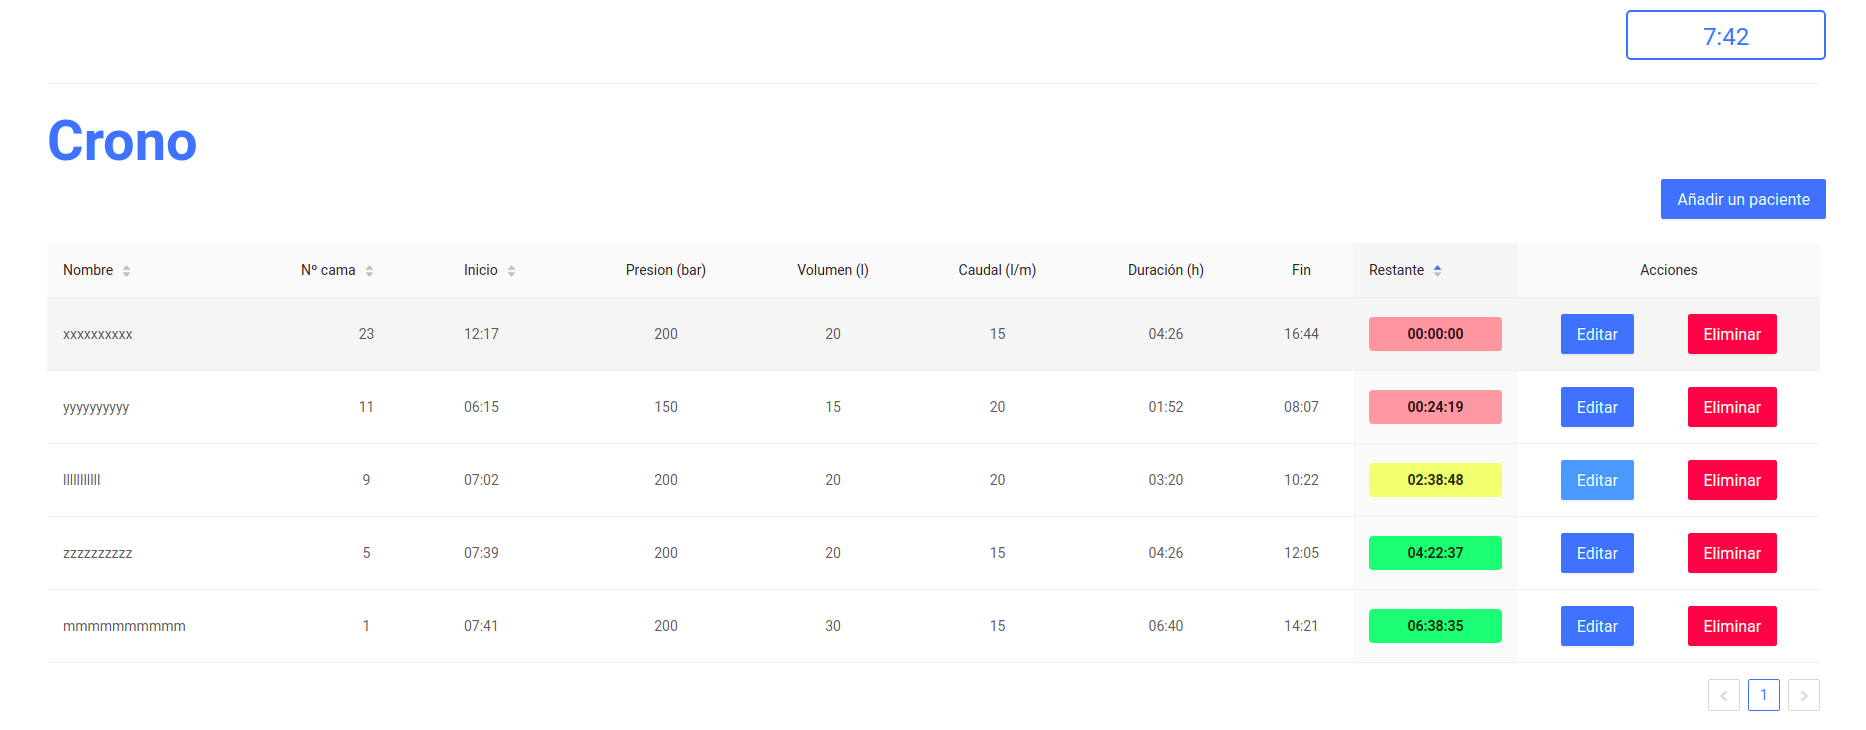 7:42
Crono
Añadir un paciente
Nombre Nº cama Inicio Presion (bar) Volumen (l) Caudal (l/m) Duración (h) Fin Restante Acciones
xxxxxxxxxx 23 12:17 200 20 15 04:26 16:44 00:00:00 Editar Eliminar
yyyyyyyyyy 11 06:15 150 15 20 01:52 08:07 00:24:19 Editar Eliminar
lllllllllll 9 07:02 200 20 20 03:20 10:22 02:38:48 Editar Eliminar
zzzzzzzzzz 5 07:39 200 20 15 04:26 12:05 04:22:37 Editar Eliminar
mmmmmmmmmm 1 07:41 200 30 15 06:40 14:21 06:38:35 Editar Eliminar
< 1 >